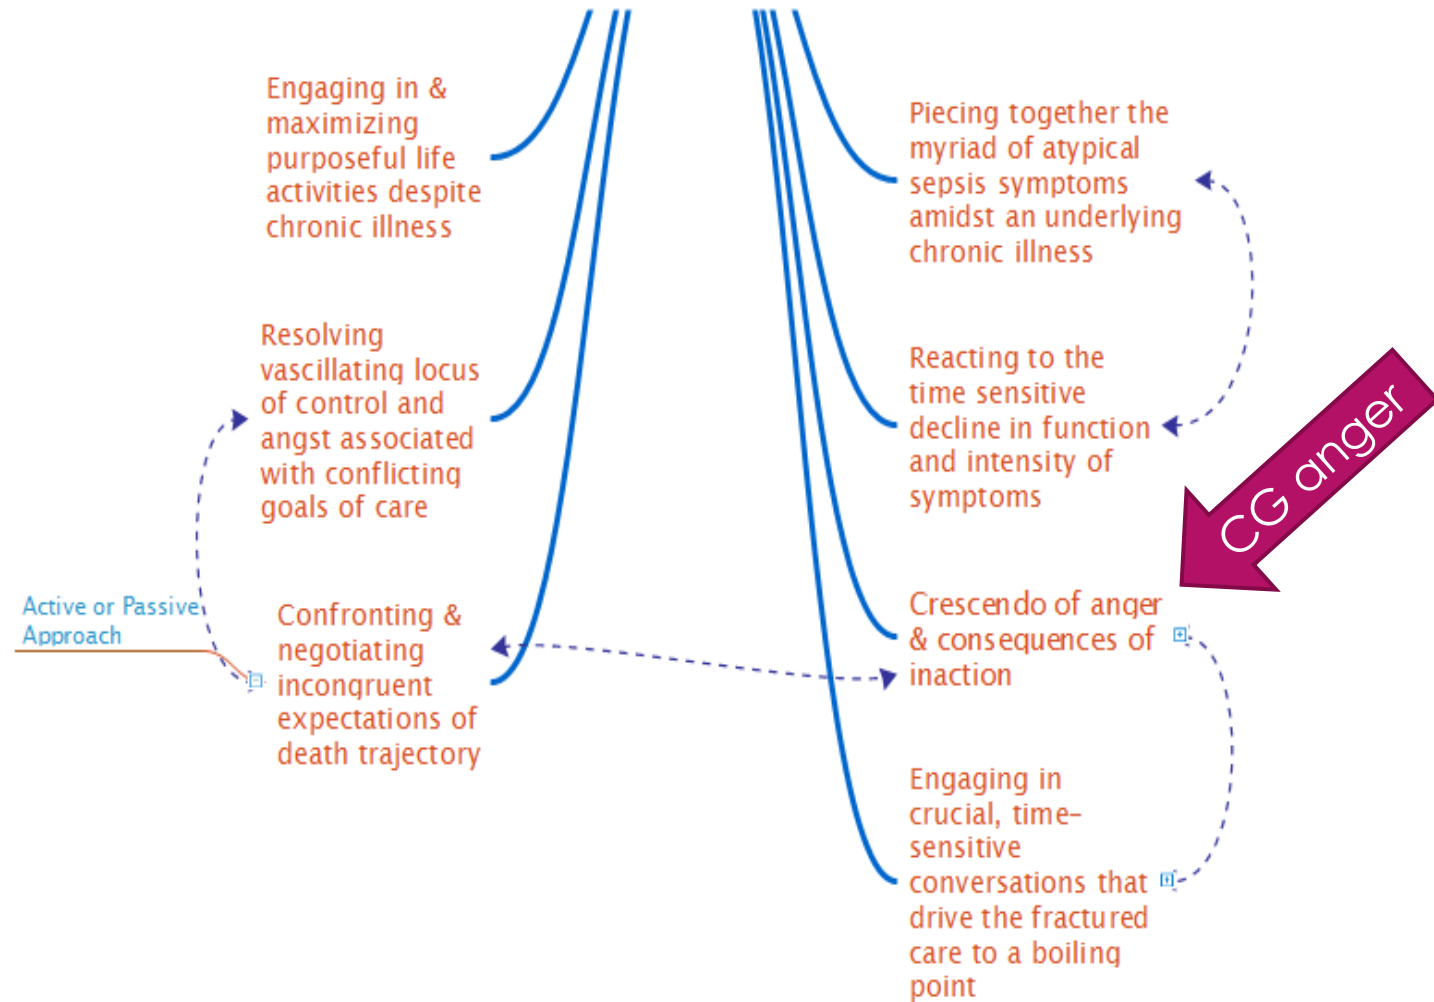 Engaging in &
maximizing
purposeful life
activities despite
chronic illness
Resolving
vascillating locus
of control and
angst associated
with conflicting
goals of care
Active or Passive
Approach
Confronting &
negotiating
incongruent
expectations of
death trajectory
Piecing together the
myriad of atypical
sepsis symptoms
amidst an underlying
chronic illness
Reacting to the
time sensitive
decline in function
and intensity of
symptoms
CG anger
Crescendo of anger
& consequences of
inaction
Engaging in
crucial, time-
sensitive
conversations that
drive the fractured
care to a boiling
point